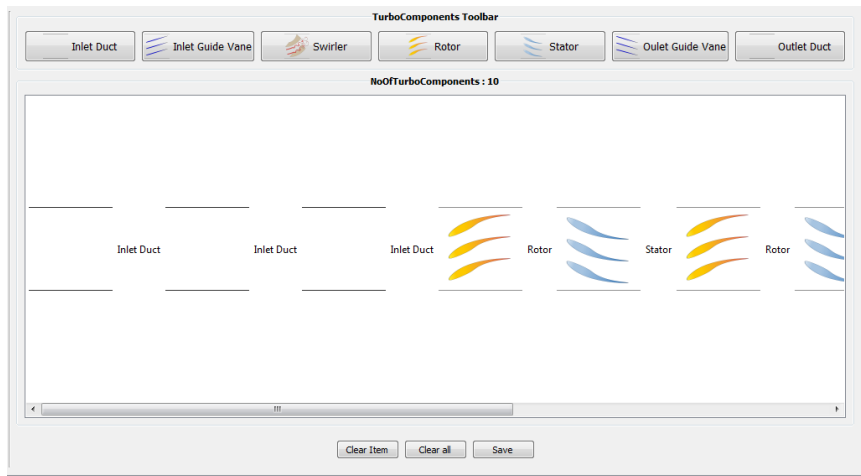 TurboComponents Toolbar
Inlet Duct
Inlet Guide Vane
Swirler
Rotor
Stator
Oulet Guide Vane
Outlet Duct
NoOfTurboComponents : 10
Inlet Duct
Inlet Duct
Inlet Duct
Rotor
Stator
Rotor
Clear Item
Clear all
Save